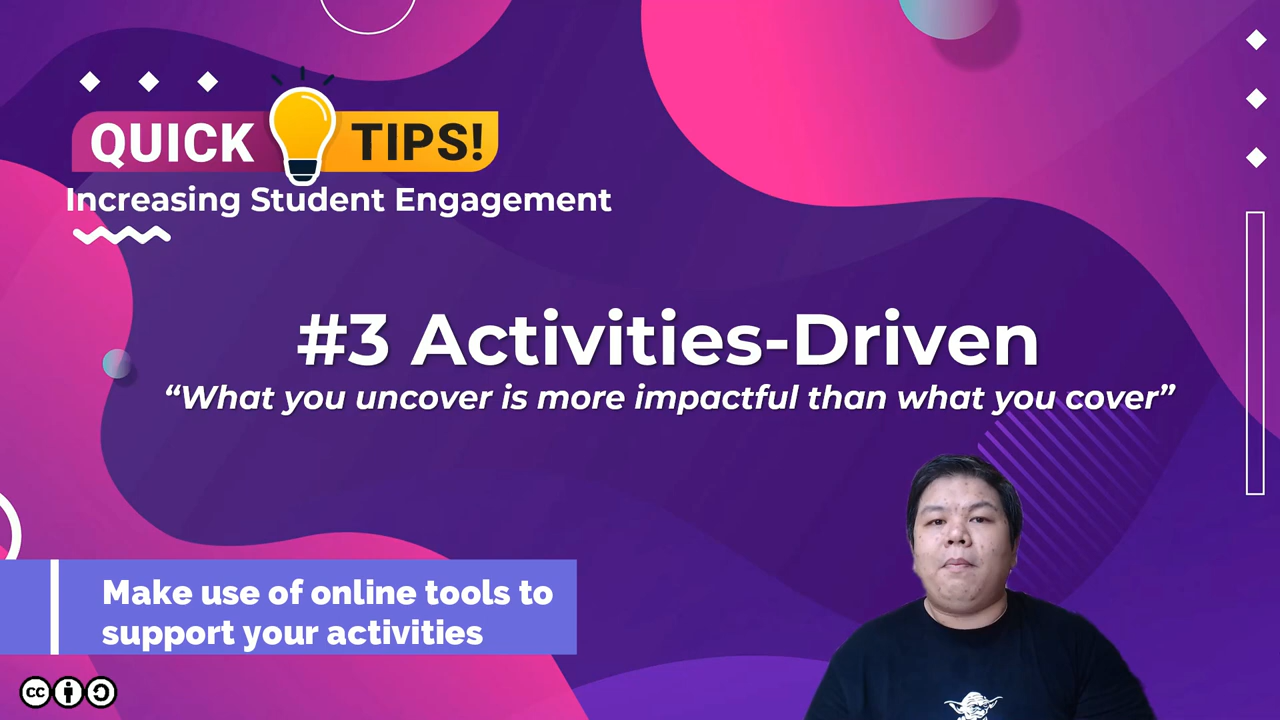 QUICK TIPS!
Increasing Student Engagement
#3 Activities-Driven
“What you uncover is more impactful than what you cover”
Make use of online tools to
support your activities
cc